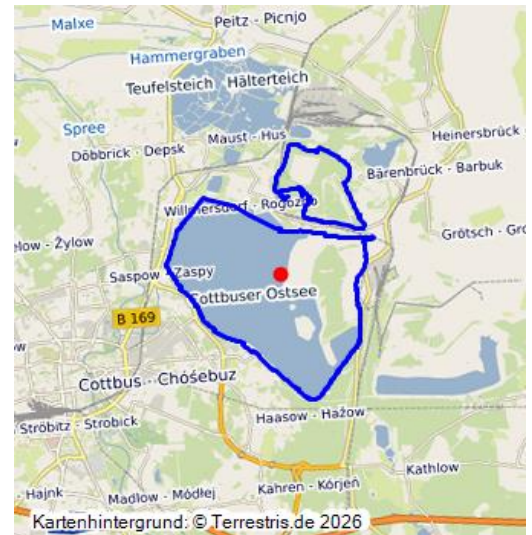 Malxe
Peitz - Picnjo
Hammergraben
Teufelsteich Hälterteich
Spree
Maust - Hus
Heinersbrück - B
Döbbrick - Depsk
Bärenbrück - Barbuk
Willmersdorf - Rogozno
elow - Žylow
Grötsch - Gro
Saspow - Zaspy
Cottbuser Ostsee
B 169
Cottbus - Chóśebuz
Haasow - Hažow
Ströbitz - Strobick
Kathlow
- Hajnk
Madlow - Módłej
Kahren - Kórjeń
Kartenhintergrund: © Terrestris.de 2026